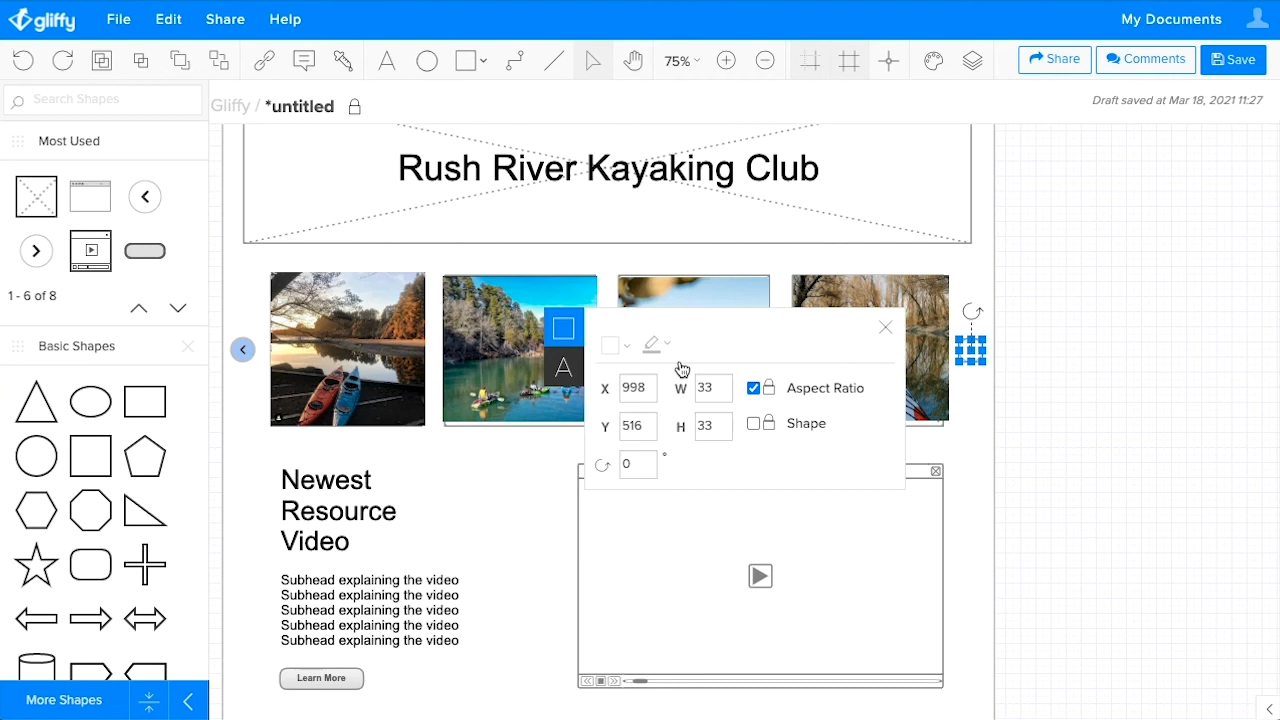 gliffy File Edit Share Help My Documents
75% Share Comments Save
Search Shapes
Gliffy / *untitled
Draft saved at Mar 18, 2021 11:27
Most Used
1 - 6 of 8
Basic Shapes
More Shapes
Rush River Kayaking Club
X 998 W 33 Aspect Ratio
Y 516 H 33 Shape
0 °
A
Newest
Resource
Video
Subhead explaining the video
Subhead explaining the video
Subhead explaining the video
Subhead explaining the video
Subhead explaining the video
Learn More